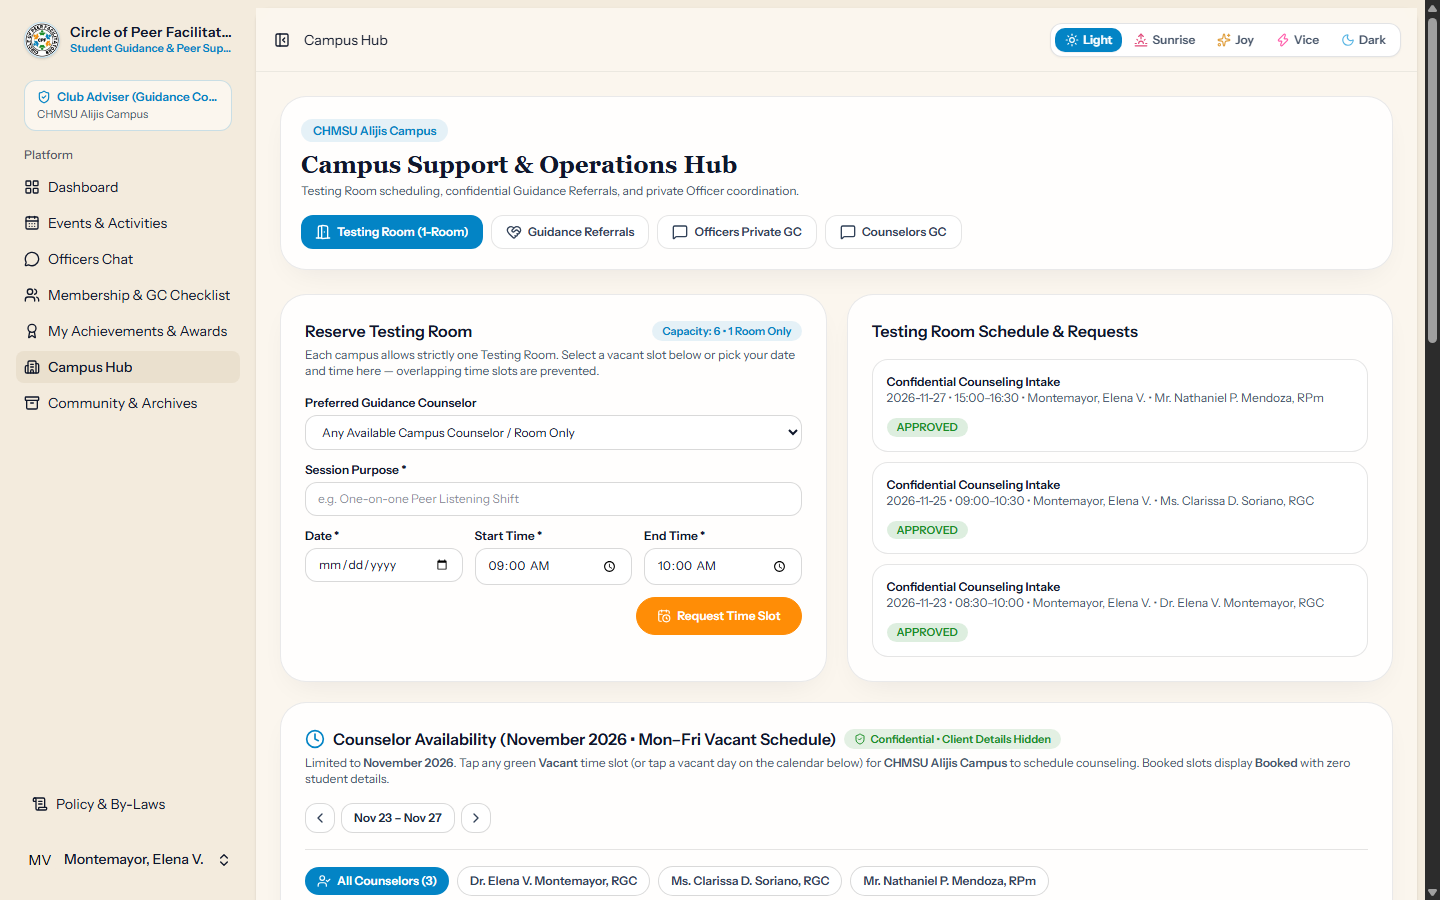 Circle of Peer Facilitat...
Student Guidance & Peer Sup...
Club Adviser (Guidance Co...
CHMSU Alijis Campus
Platform
Dashboard
Events & Activities
Officers Chat
Membership & GC Checklist
My Achievements & Awards
Campus Hub
Community & Archives
Policy & By-Laws
MV Montemayor, Elena V.
Campus Hub
Light Sunrise Joy Vice Dark
CHMSU Alijis Campus
Campus Support & Operations Hub
Testing Room scheduling, confidential Guidance Referrals, and private Officer coordination.
Testing Room (1-Room) Guidance Referrals Officers Private GC Counselors GC
Reserve Testing Room Capacity: 6 • 1 Room Only
Each campus allows strictly one Testing Room. Select a vacant slot below or pick your date
and time here — overlapping time slots are prevented.
Preferred Guidance Counselor
Any Available Campus Counselor / Room Only
Session Purpose *
e.g. One-on-one Peer Listening Shift
Date * Start Time * End Time *
mm/dd/yyyy 09:00 AM 10:00 AM
Request Time Slot
Testing Room Schedule & Requests
Confidential Counseling Intake
2026-11-27 • 15:00–16:30 • Montemayor, Elena V. • Mr. Nathaniel P. Mendoza, RPm
APPROVED
Confidential Counseling Intake
2026-11-25 • 09:00–10:30 • Montemayor, Elena V. • Ms. Clarissa D. Soriano, RGC
APPROVED
Confidential Counseling Intake
2026-11-23 • 08:30–10:00 • Montemayor, Elena V. • Dr. Elena V. Montemayor, RGC
APPROVED
Counselor Availability (November 2026 • Mon–Fri Vacant Schedule) Confidential • Client Details Hidden
Limited to November 2026. Tap any green Vacant time slot (or tap a vacant day on the calendar below) for CHMSU Alijis Campus to schedule counseling. Booked slots display Booked with zero
student details.
Nov 23 – Nov 27
All Counselors (3) Dr. Elena V. Montemayor, RGC Ms. Clarissa D. Soriano, RGC Mr. Nathaniel P. Mendoza, RPm